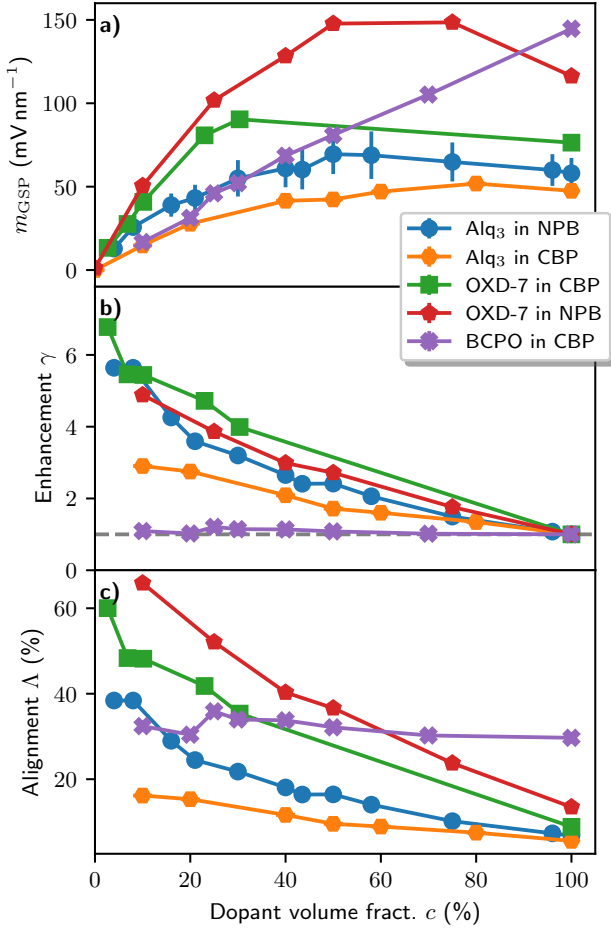 a)
150
100
50
0
m_GSP (mV nm⁻¹)
Alq₃ in NPB
Alq₃ in CBP
OXD-7 in CBP
OXD-7 in NPB
BCPO in CBP
b)
6
4
2
0
Enhancement γ
c)
60
40
20
Alignment Λ (%)
0 20 40 60 80 100
Dopant volume fract. c (%)